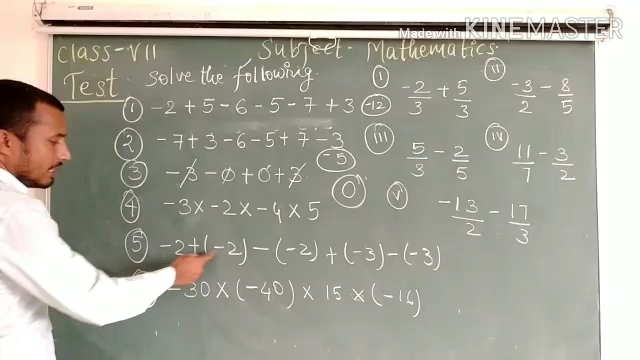 Made with KINEMASTER
Class-VII Subject- Mathematics.
Test Solve the following
① -2+5-6-5-7+3 (-12)
② -7+3-6-5+7-3 (-5)
③ -3-0+0+3 (0)
④ -3×-2×-4×5
⑤ -2+(-2)-(-2)+(-3)-(-3)
-30×(-40)×15×(-16)
(i) -2/3 + 5/3
(ii) -3/2 - 8/5
(iii) 5/3 - 2/5
(iv) 11/7 - 3/2
(v) -13/2 - 17/3